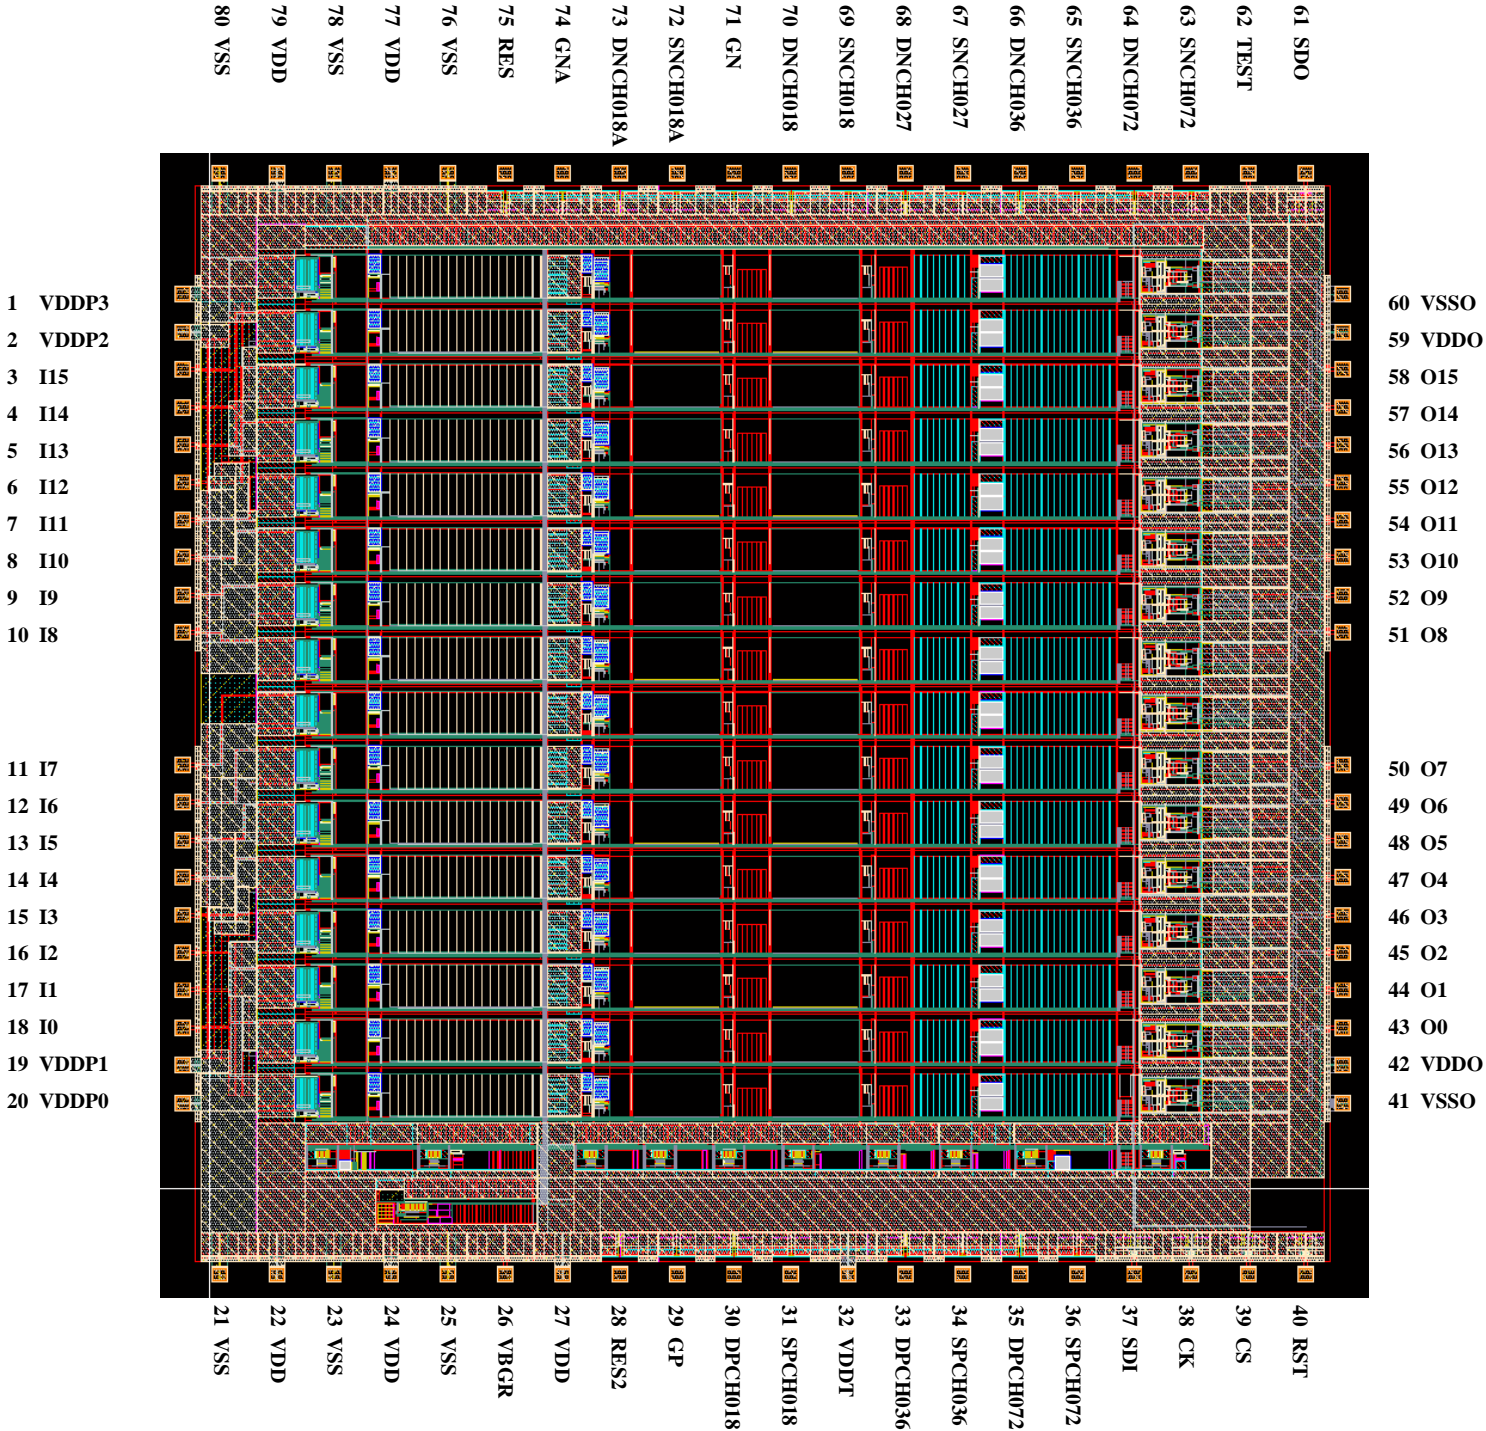 80 VSS
79 VDD
78 VSS
77 VDD
76 VSS
75 RES
74 GNA
73 DNCH018A
72 SNCH018A
71 GN
70 DNCH018
69 SNCH018
68 DNCH027
67 SNCH027
66 DNCH036
65 SNCH036
64 DNCH072
63 SNCH072
62 TEST
61 SDO
1 VDDP3
2 VDDP2
3 I15
4 I14
5 I13
6 I12
7 I11
8 I10
9 I9
10 I8
11 I7
12 I6
13 I5
14 I4
15 I3
16 I2
17 I1
18 I0
19 VDDP1
20 VDDP0
60 VSSO
59 VDDO
58 O15
57 O14
56 O13
55 O12
54 O11
53 O10
52 O9
51 O8
50 O7
49 O6
48 O5
47 O4
46 O3
45 O2
44 O1
43 O0
42 VDDO
41 VSSO
21 VSS
22 VDD
23 VSS
24 VDD
25 VSS
26 VBGR
27 VDD
28 RES2
29 GP
30 DPCH018
31 SPCH018
32 VDDT
33 DPCH036
34 SPCH036
35 DPCH072
36 SPCH072
37 SDI
38 CK
39 CS
40 RST